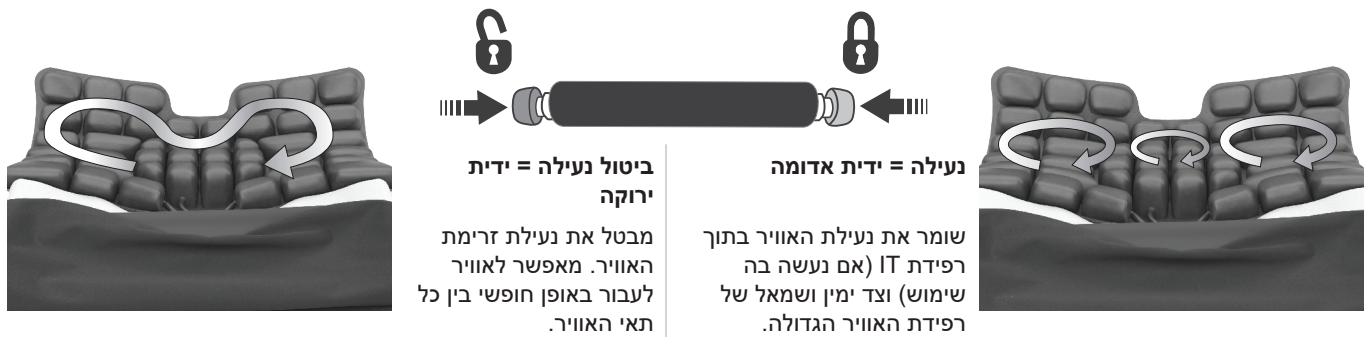 נעילה = ידית אדומה
שומר את נעילת האוויר בתוך
רפידת IT (אם נעשה בה
שימוש) וצד ימין ושמאל של
רפידת האוויר הגדולה.
ביטול נעילה = ידית
ירוקה
מבטל את נעילת זרימת
האוויר. מאפשר לאוויר
לעבור באופן חופשי בין כל
תאי האוויר.